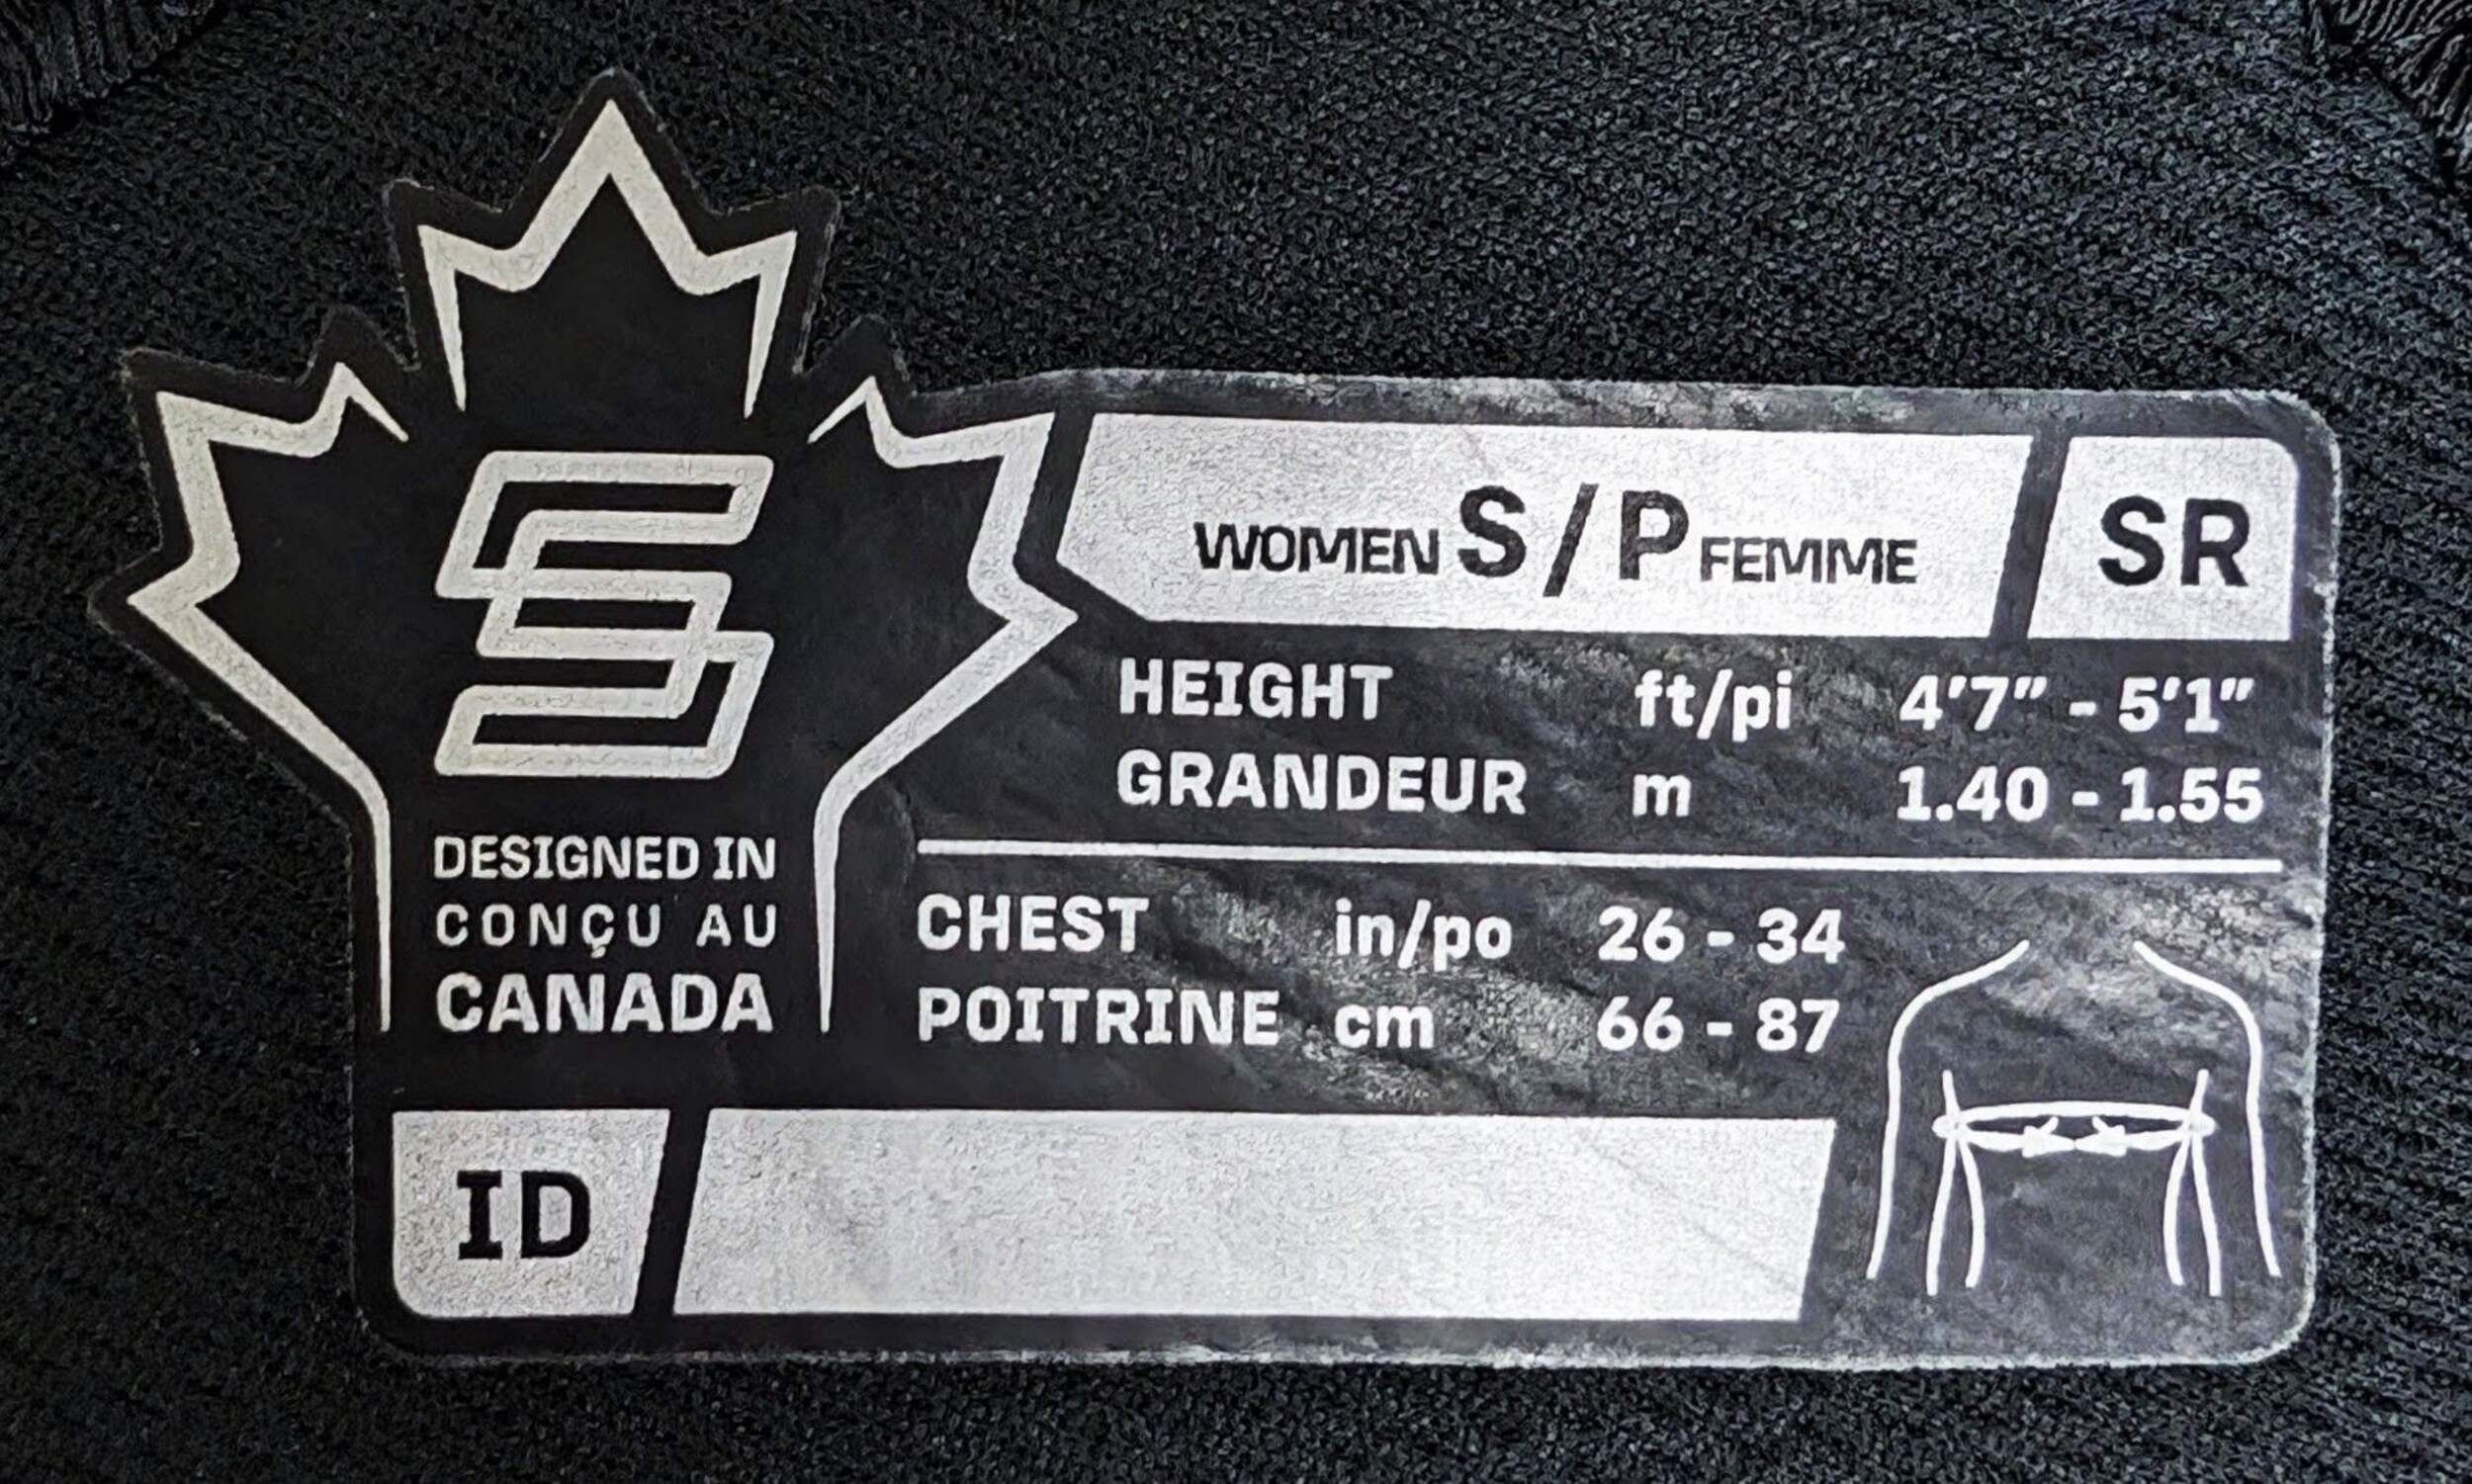 WOMEN S / P FEMME SR
HEIGHT ft/pi 4'7" - 5'1"
GRANDEUR m 1.40 - 1.55
DESIGNED IN
CONÇU AU
CANADA
CHEST in/po 26 - 34
POITRINE cm 66 - 87
ID